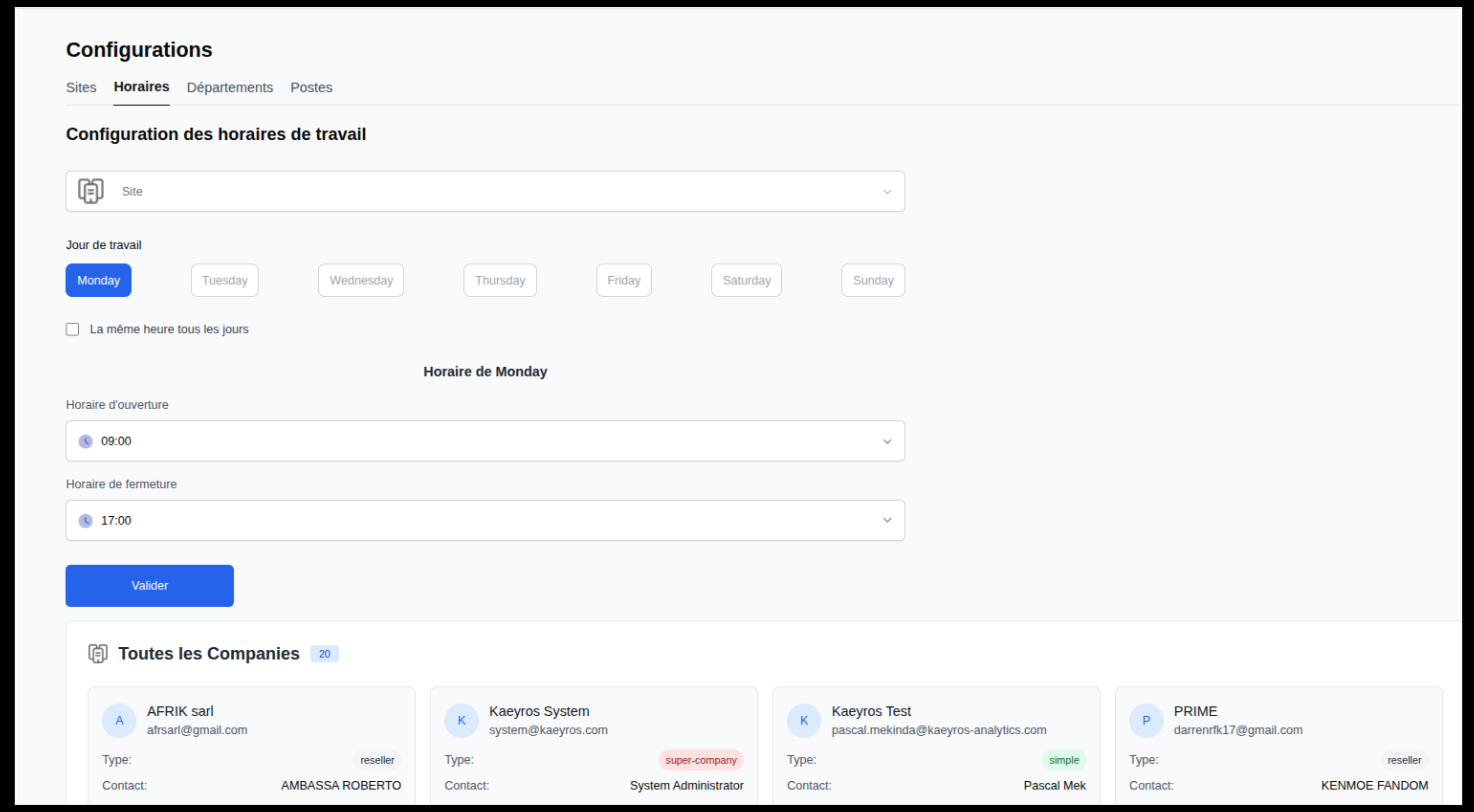 Configurations
Sites Horaires Départements Postes
Configuration des horaires de travail
Site
Jour de travail
Monday Tuesday Wednesday Thursday Friday Saturday Sunday
La même heure tous les jours
Horaire de Monday
Horaire d'ouverture
09:00
Horaire de fermeture
17:00
Valider
Toutes les Companies 20
A AFRIK sarl
afrsarl@gmail.com
Type: reseller
Contact: AMBASSA ROBERTO
K Kaeyros System
system@kaeyros.com
Type: super-company
Contact: System Administrator
K Kaeyros Test
pascal.mekinda@kaeyros-analytics.com
Type: simple
Contact: Pascal Mek
P PRIME
darrenrfk17@gmail.com
Type: reseller
Contact: KENMOE FANDOM